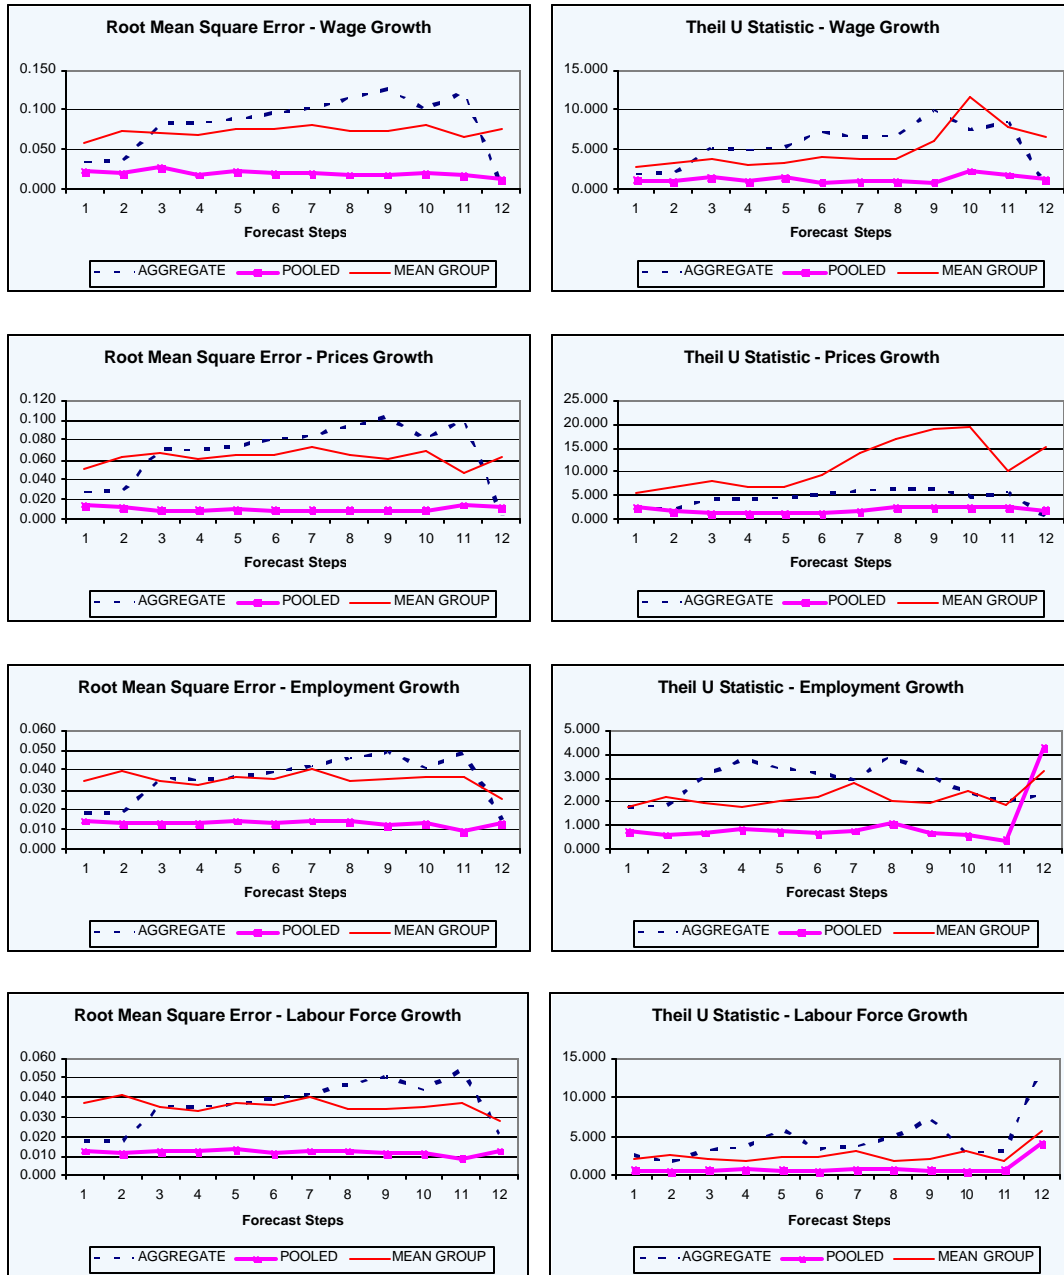 Root Mean Square Error - Wage Growth
0.150
0.100
0.050
0.000
1 2 3 4 5 6 7 8 9 10 11 12
Forecast Steps
AGGREGATE POOLED MEAN GROUP
Theil U Statistic - Wage Growth
15.000
10.000
5.000
0.000
1 2 3 4 5 6 7 8 9 10 11 12
Forecast Steps
AGGREGATE POOLED MEAN GROUP
Root Mean Square Error - Prices Growth
0.120
0.100
0.080
0.060
0.040
0.020
0.000
1 2 3 4 5 6 7 8 9 10 11 12
Forecast Steps
AGGREGATE POOLED MEAN GROUP
Theil U Statistic - Prices Growth
25.000
20.000
15.000
10.000
5.000
0.000
1 2 3 4 5 6 7 8 9 10 11 12
Forecast Steps
AGGREGATE POOLED MEAN GROUP
Root Mean Square Error - Employment Growth
0.060
0.050
0.040
0.030
0.020
0.010
0.000
1 2 3 4 5 6 7 8 9 10 11 12
Forecast Steps
AGGREGATE POOLED MEAN GROUP
Theil U Statistic - Employment Growth
5.000
4.000
3.000
2.000
1.000
0.000
1 2 3 4 5 6 7 8 9 10 11 12
Forecast Steps
AGGREGATE POOLED MEAN GROUP
Root Mean Square Error - Labour Force Growth
0.060
0.050
0.040
0.030
0.020
0.010
0.000
1 2 3 4 5 6 7 8 9 10 11 12
Forecast Steps
AGGREGATE POOLED MEAN GROUP
Theil U Statistic - Labour Force Growth
15.000
10.000
5.000
0.000
1 2 3 4 5 6 7 8 9 10 11 12
Forecast Steps
AGGREGATE POOLED MEAN GROUP